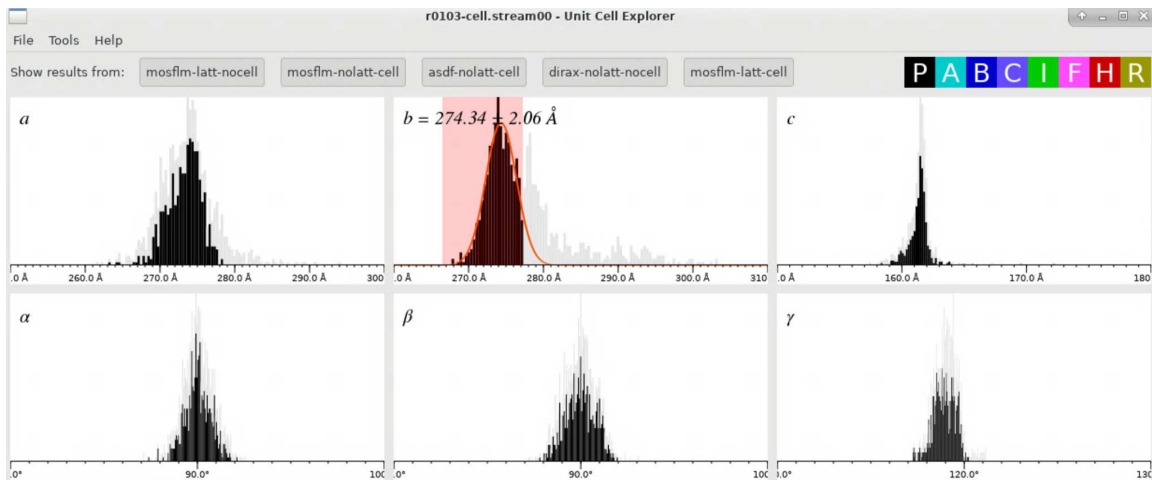 r0103-cell.stream00 - Unit Cell Explorer
File Tools Help
Show results from: mosflm-latt-nocell mosflm-nolatt-cell asdf-nolatt-cell dirax-nolatt-nocell mosflm-latt-cell P A B C I F H R
a b = 274.34 ± 2.06 Å c
.0 Å 260.0 Å 270.0 Å 280.0 Å 290.0 Å 300 .0 Å 270.0 Å 280.0 Å 290.0 Å 300.0 Å 310 .0 Å 160.0 Å 170.0 Å 180
α β γ
.0° 90.0° 100 .0° 90.0° 100 0.0° 120.0° 130